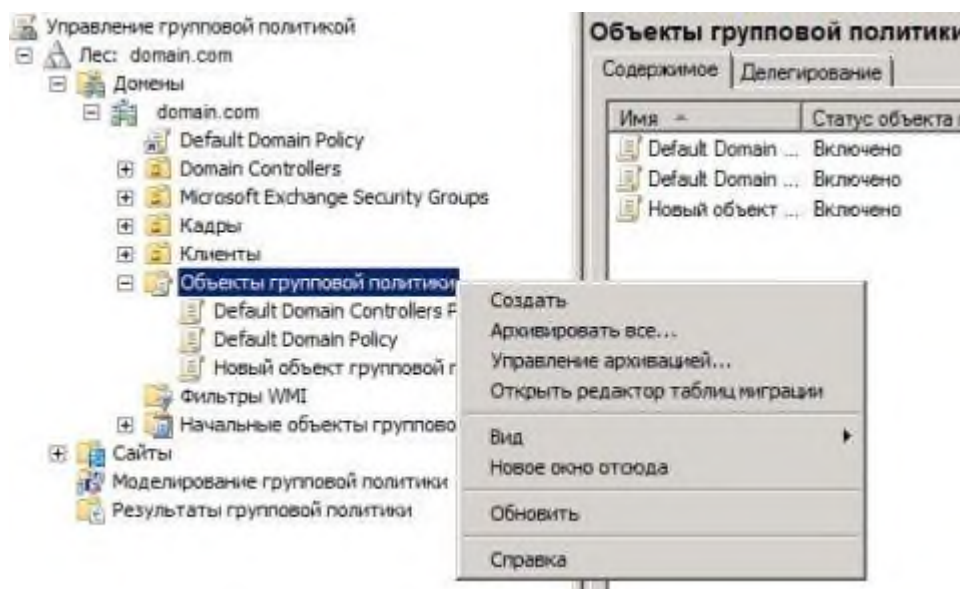 Управление групповой политикой
Лес: domain.com
Домены
domain.com
Default Domain Policy
Domain Controllers
Microsoft Exchange Security Groups
Кадры
Клиенты
Объекты групповой политики
Default Domain Controllers P
Default Domain Policy
Новый объект групповой п
Фильтры WMI
Начальные объекты группово
Сайты
Моделирование групповой политики
Результаты групповой политики
Объекты групповой политики
Содержимое Делегирование
Имя Статус объекта
Default Domain ... Включено
Default Domain ... Включено
Новый объект ... Включено
Создать
Архивировать все...
Управление архивацией...
Открыть редактор таблиц миграции
Вид
Новое окно отсюда
Обновить
Справка